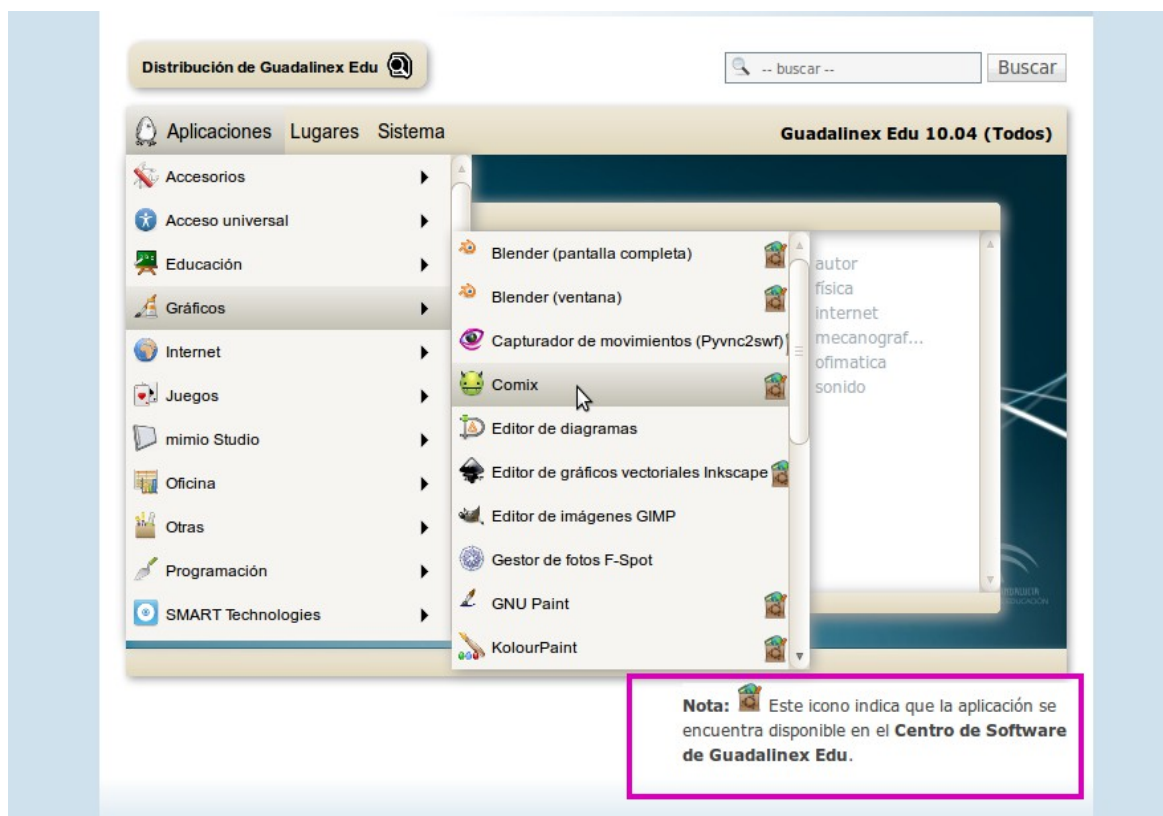 Distribución de Guadalinex Edu
-- buscar --
Buscar
Aplicaciones Lugares Sistema
Guadalinex Edu 10.04 (Todos)
Accesorios
Acceso universal
Educación
Gráficos
Internet
Juegos
mimio Studio
Oficina
Otras
Programación
SMART Technologies
Blender (pantalla completa)
Blender (ventana)
Capturador de movimientos (Pyvnc2swf)
Comix
Editor de diagramas
Editor de gráficos vectoriales Inkscape
Editor de imágenes GIMP
Gestor de fotos F-Spot
GNU Paint
KolourPaint
autor
física
internet
mecanograf...
ofimatica
sonido
Nota: Este icono indica que la aplicación se
encuentra disponible en el Centro de Software
de Guadalinex Edu.